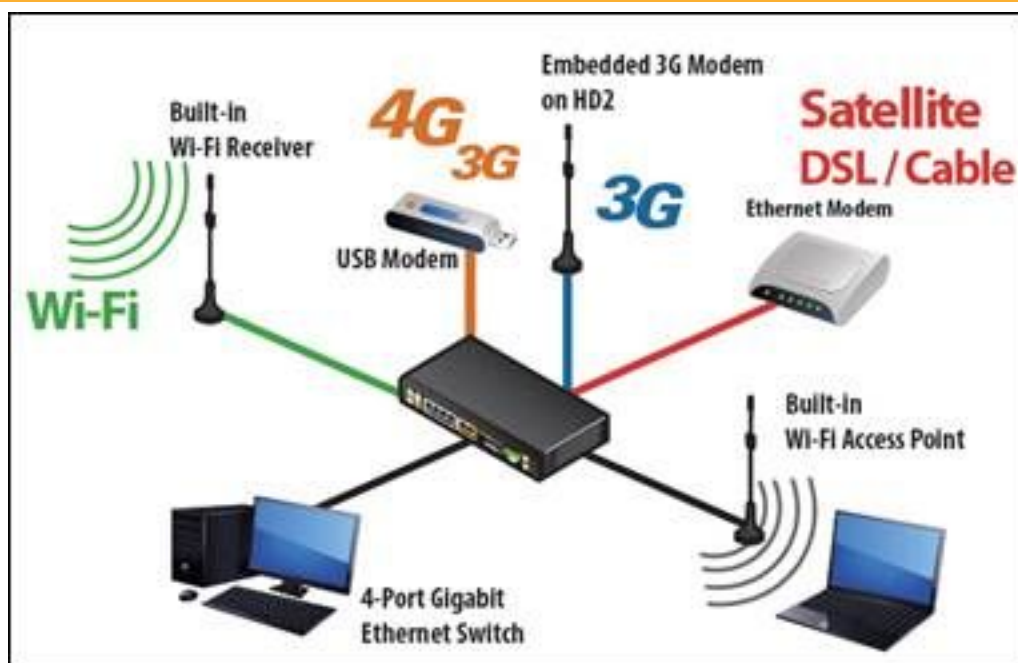 Embedded 3G Modem
on HD2
Built-in
Wi-Fi Receiver
4G
3G
Satellite
DSL / Cable
Ethernet Modem
3G
USB Modem
Wi-Fi
Built-in
Wi-Fi Access Point
4-Port Gigabit
Ethernet Switch